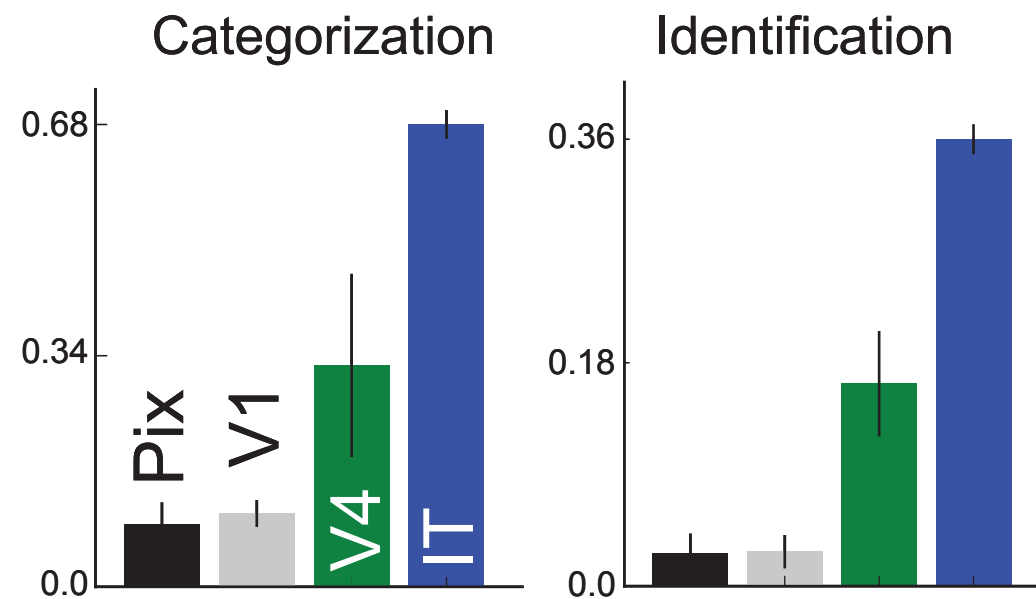 Categorization
0.68
0.34
0.0
Pix
V1
V4
IT
Identification
0.36
0.18
0.0